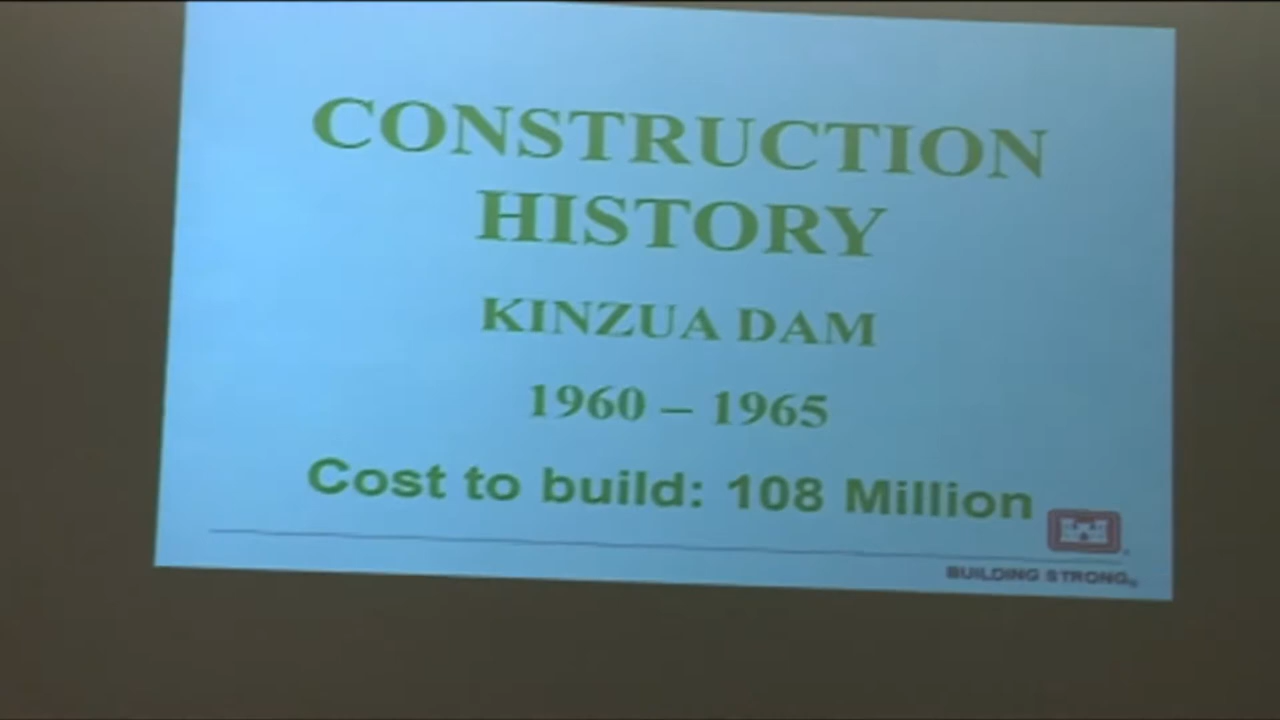 CONSTRUCTION
HISTORY
KINZUA DAM
1960 – 1965
Cost to build: 108 Million
BUILDING STRONG®